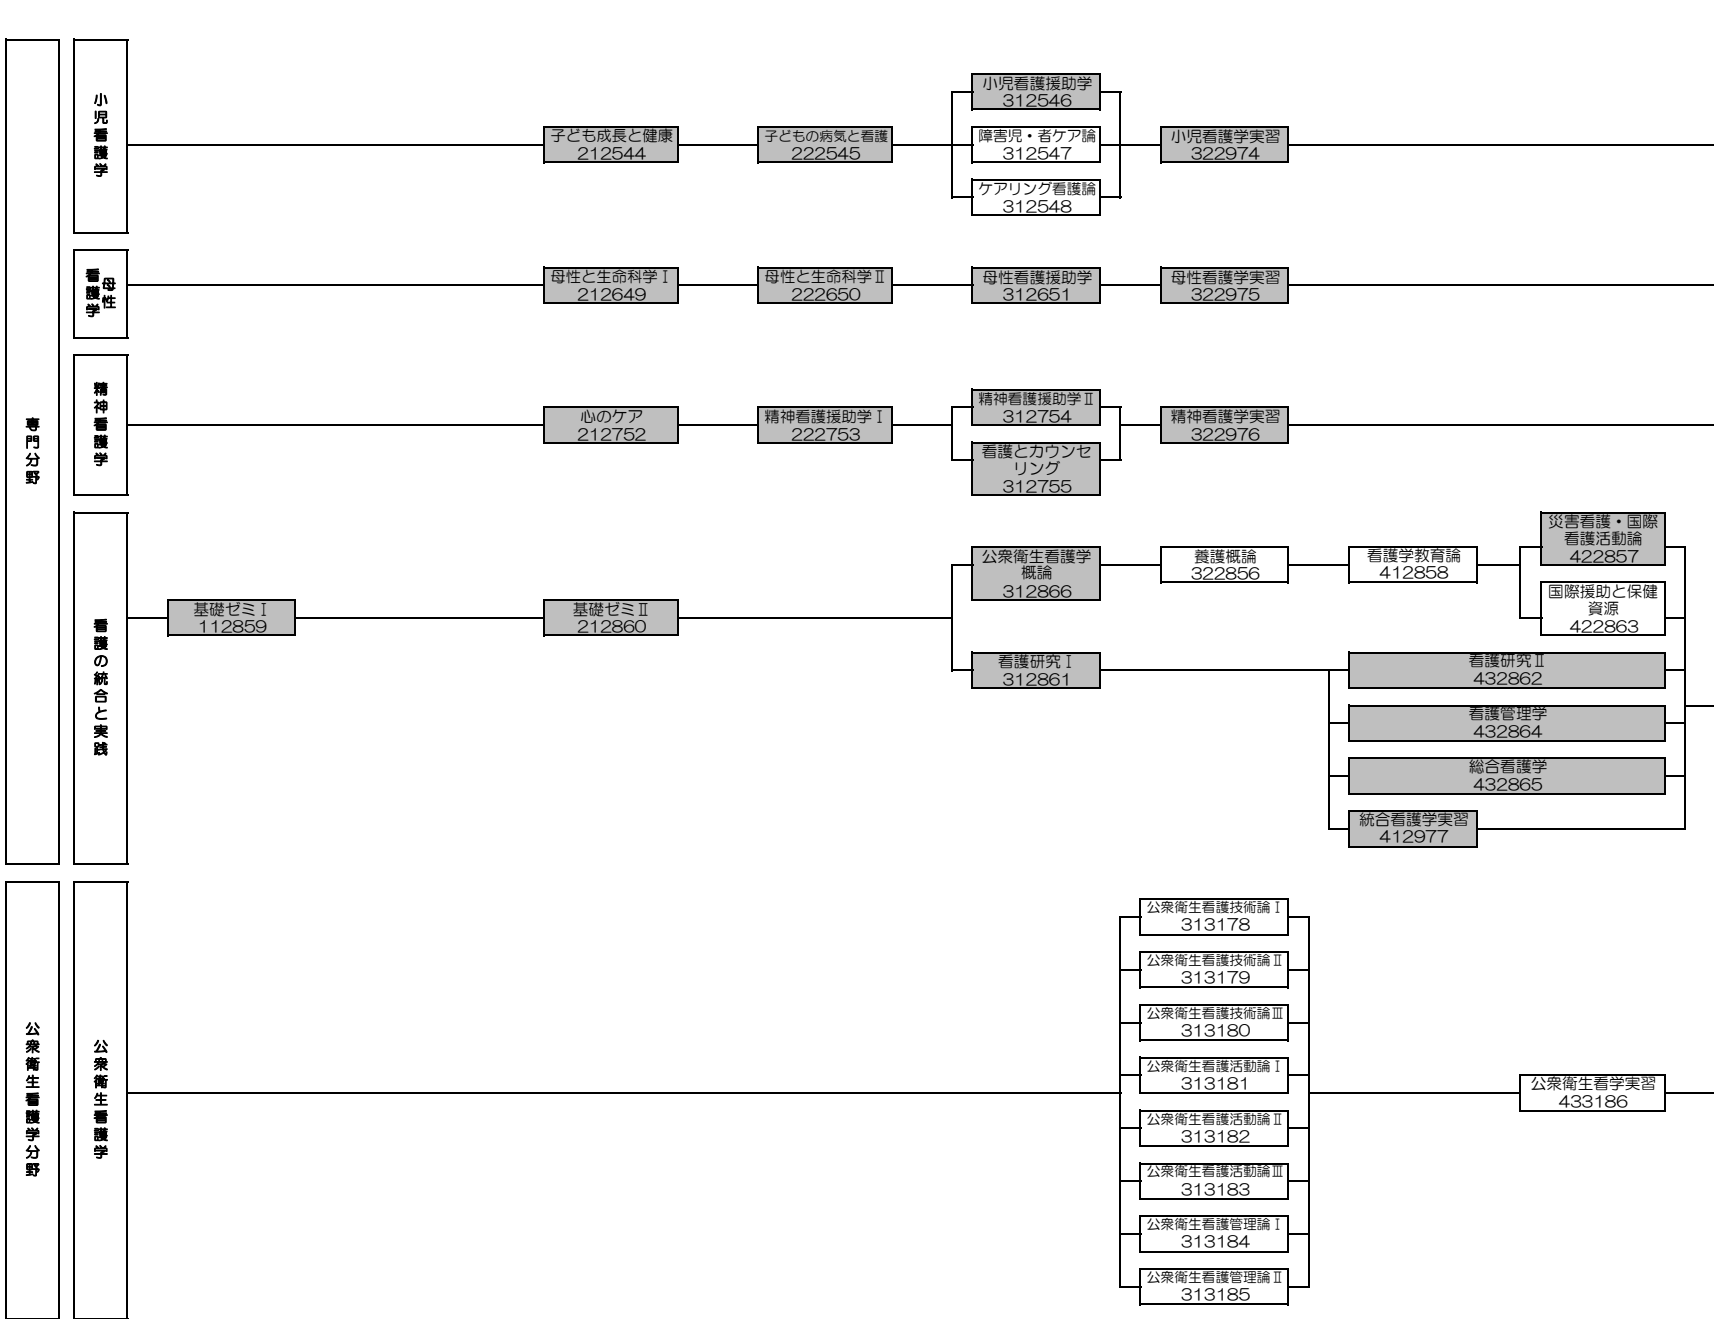 専門分野
小児看護学
子ども成長と健康
212544
子どもの病気と看護
222545
小児看護援助学
312546
障害児・者ケア論
312547
ケアリング看護論
312548
小児看護学実習
322974
母性
看護学
母性と生命科学Ⅰ
212649
母性と生命科学Ⅱ
222650
母性看護援助学
312651
母性看護学実習
322975
精神看護学
心のケア
212752
精神看護援助学Ⅰ
222753
精神看護援助学Ⅱ
312754
看護とカウンセ
リング
312755
精神看護学実習
322976
看護の統合と実践
基礎ゼミⅠ
112859
基礎ゼミⅡ
212860
公衆衛生看護学
概論
312866
養護概論
322856
看護学教育論
412858
災害看護・国際
看護活動論
422857
国際援助と保健
資源
422863
看護研究Ⅰ
312861
看護研究Ⅱ
432862
看護管理学
432864
総合看護学
432865
統合看護学実習
412977
公衆衛生看護学分野
公衆衛生看護学
公衆衛生看護技術論Ⅰ
313178
公衆衛生看護技術論Ⅱ
313179
公衆衛生看護技術論Ⅲ
313180
公衆衛生看護活動論Ⅰ
313181
公衆衛生看護活動論Ⅱ
313182
公衆衛生看護活動論Ⅲ
313183
公衆衛生看護管理論Ⅰ
313184
公衆衛生看護管理論Ⅱ
313185
公衆衛生看学実習
433186